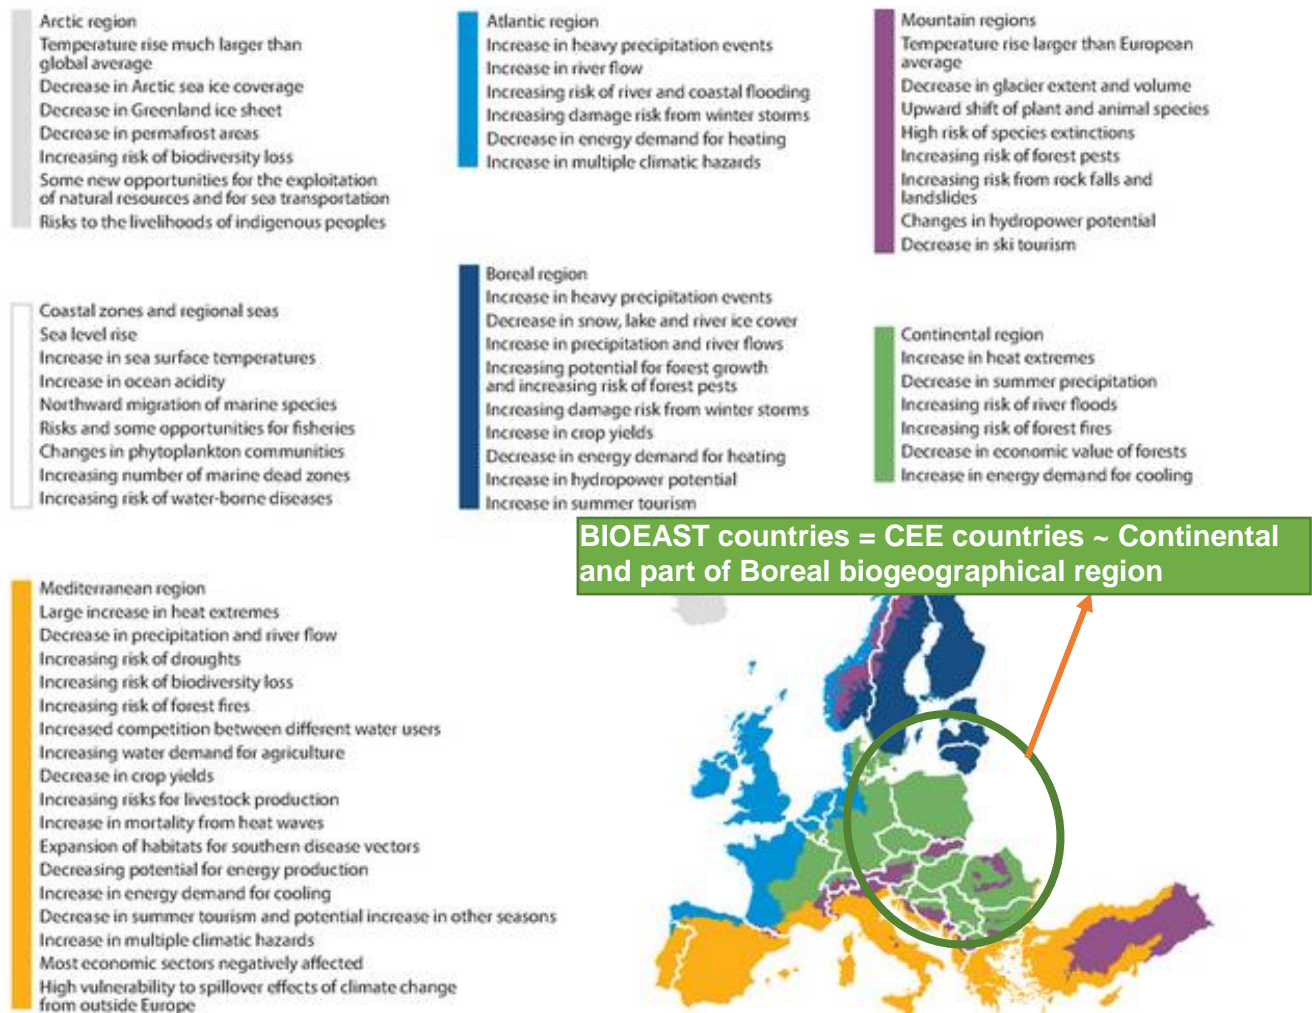 Arctic region
Temperature rise much larger than
global average
Decrease in Arctic sea ice coverage
Decrease in Greenland ice sheet
Decrease in permafrost areas
Increasing risk of biodiversity loss
Some new opportunities for the exploitation
of natural resources and for sea transportation
Risks to the livelihoods of indigenous peoples
Coastal zones and regional seas
Sea level rise
Increase in sea surface temperatures
Increase in ocean acidity
Northward migration of marine species
Risks and some opportunities for fisheries
Changes in phytoplankton communities
Increasing number of marine dead zones
Increasing risk of water-borne diseases
Mediterranean region
Large increase in heat extremes
Decrease in precipitation and river flow
Increasing risk of droughts
Increasing risk of biodiversity loss
Increasing risk of forest fires
Increased competition between different water users
Increasing water demand for agriculture
Decrease in crop yields
Increasing risks for livestock production
Increase in mortality from heat waves
Expansion of habitats for southern disease vectors
Decreasing potential for energy production
Increase in energy demand for cooling
Decrease in summer tourism and potential increase in other seasons
Increase in multiple climatic hazards
Most economic sectors negatively affected
High vulnerability to spillover effects of climate change
from outside Europe
Atlantic region
Increase in heavy precipitation events
Increase in river flow
Increasing risk of river and coastal flooding
Increasing damage risk from winter storms
Decrease in energy demand for heating
Increase in multiple climatic hazards
Boreal region
Increase in heavy precipitation events
Decrease in snow, lake and river ice cover
Increase in precipitation and river flows
Increasing potential for forest growth
and increasing risk of forest pests
Increasing damage risk from winter storms
Increase in crop yields
Decrease in energy demand for heating
Increase in hydropower potential
Increase in summer tourism
Mountain regions
Temperature rise larger than European
average
Decrease in glacier extent and volume
Upward shift of plant and animal species
High risk of species extinctions
Increasing risk of forest pests
Increasing risk from rock falls and
landslides
Changes in hydropower potential
Decrease in ski tourism
Continental region
Increase in heat extremes
Decrease in summer precipitation
Increasing risk of river floods
Increasing risk of forest fires
Decrease in economic value of forests
Increase in energy demand for cooling
BIOEAST countries = CEE countries ~ Continental
and part of Boreal biogeographical region